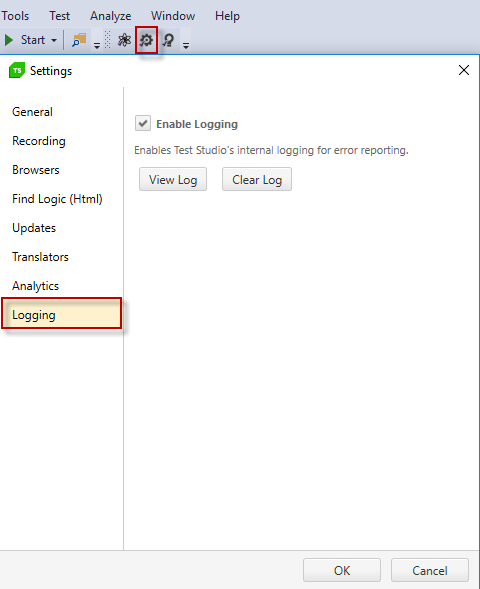 Tools Test Analyze Window Help
Start
TS Settings
General
Recording
Browsers
Find Logic (Html)
Updates
Translators
Analytics
Logging
Enable Logging
Enables Test Studio's internal logging for error reporting.
View Log Clear Log
OK Cancel